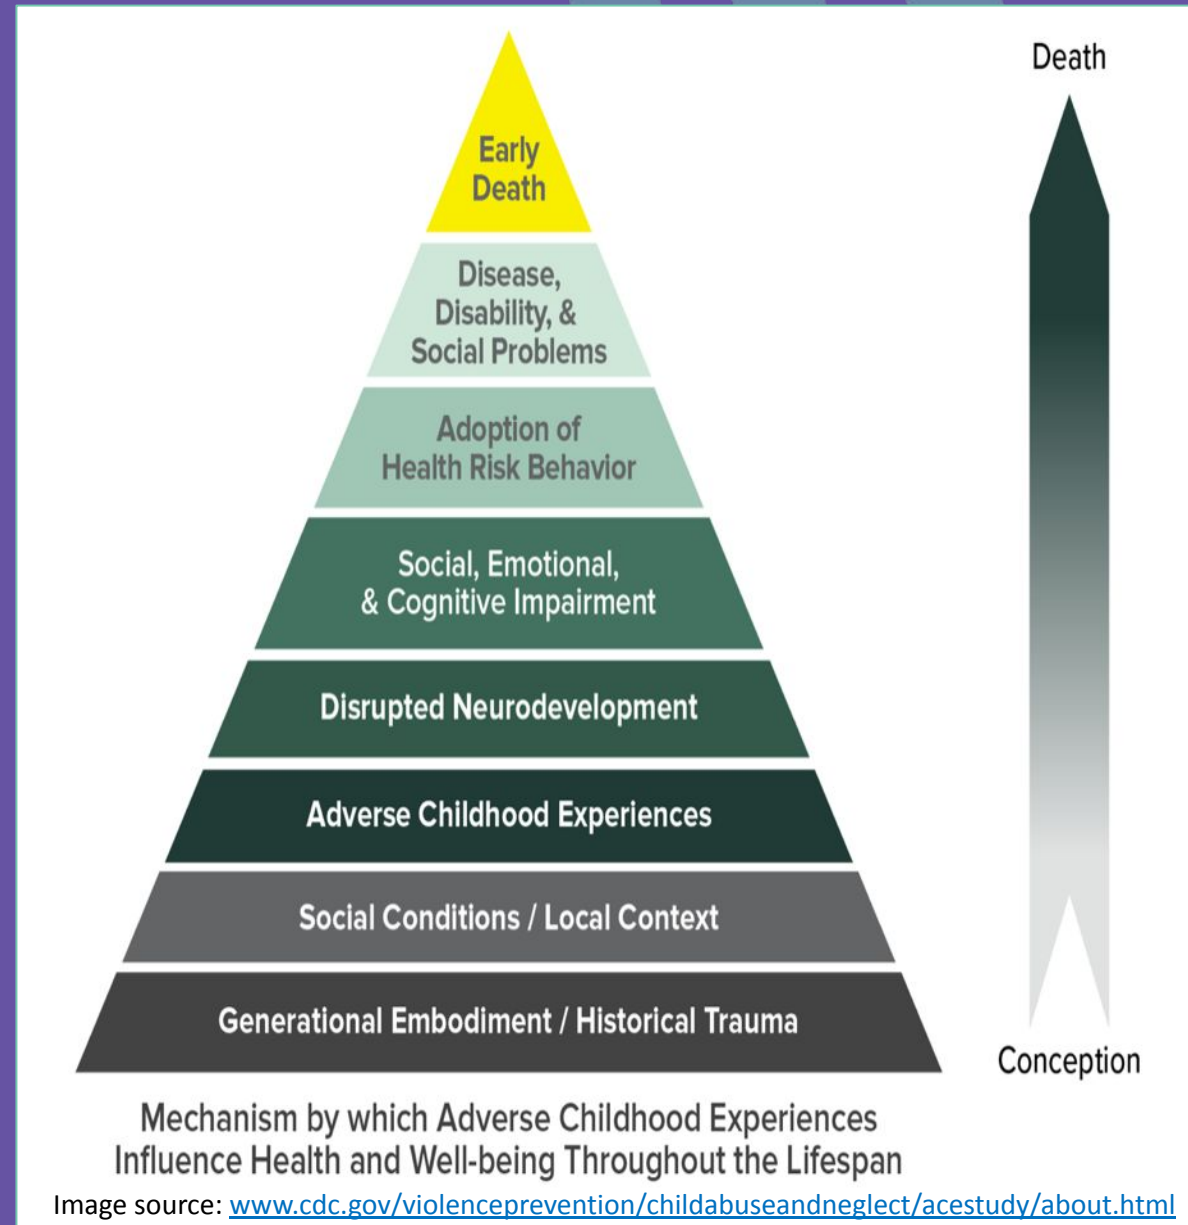 Death
Early
Death
Disease,
Disability, &
Social Problems
Adoption of
Health Risk Behavior
Social, Emotional,
& Cognitive Impairment
Disrupted Neurodevelopment
Adverse Childhood Experiences
Social Conditions / Local Context
Generational Embodiment / Historical Trauma
Conception
Mechanism by which Adverse Childhood Experiences
Influence Health and Well-being Throughout the Lifespan
Image source: www.cdc.gov/violenceprevention/childabuseandneglect/acestudy/about.html